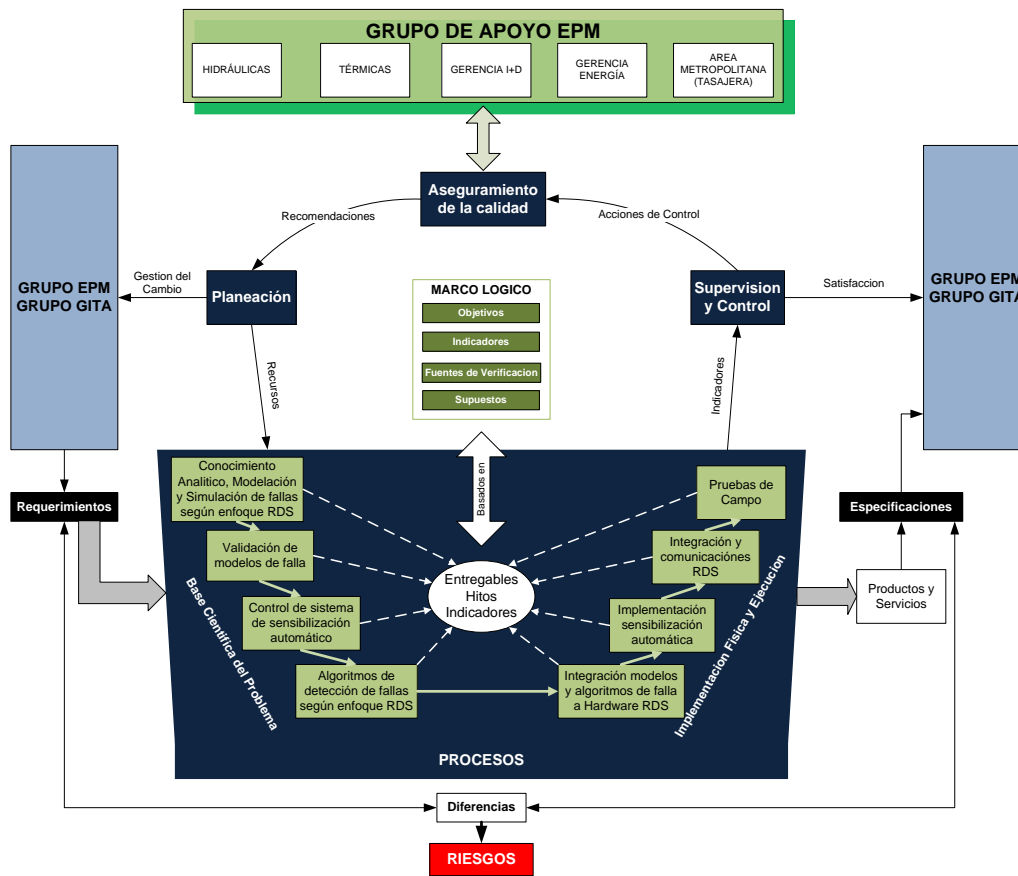 GRUPO DE APOYO EPM
HIDRÁULICAS
TÉRMICAS
GERENCIA I+D
GERENCIA
ENERGÍA
AREA
METROPOLITANA
(TASAJERA)
Aseguramiento
de la calidad
Recomendaciones
Acciones de Control
GRUPO EPM
GRUPO GITA
Gestion del
Cambio
Planeación
MARCO LOGICO
Objetivos
Indicadores
Fuentes de Verificacion
Supuestos
Supervision
y Control
Satisfaccion
GRUPO EPM
GRUPO GITA
Recursos
Indicadores
Basados en
Requerimientos
Conocimiento
Analitico, Modelación
y Simulación de fallas
según enfoque RDS
Validación de
modelos de falla
Control de sistema
de sensibilización
automático
Algoritmos de
detección de fallas
según enfoque RDS
Base Cientifica del Problema
Entregables
Hitos
Indicadores
Pruebas de
Campo
Integración y
comunicaciónes
RDS
Implementación
sensibilización
automática
Integración modelos
y algoritmos de falla
a Hardware RDS
Implementacion Fisica y Ejecucion
PROCESOS
Especificaciones
Productos y
Servicios
Diferencias
RIESGOS